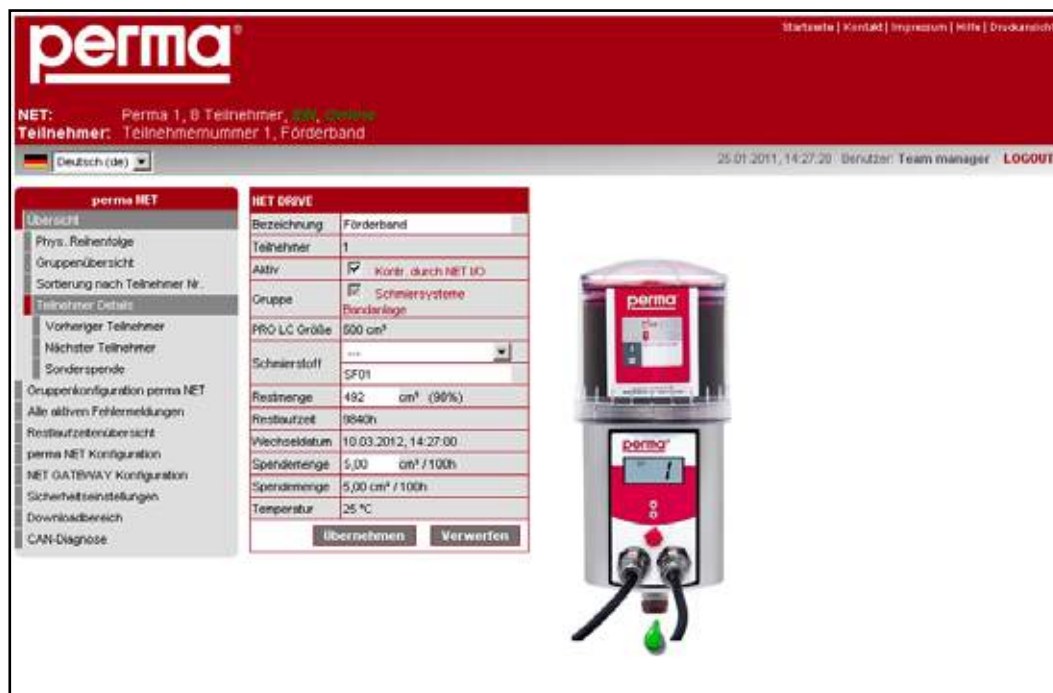 perma
Startseite | Kontakt | Impressum | Hilfe | Druckansicht
NET: Perma 1, 8 Teilnehmer, EIN, Online
Teilnehmer: Teilnehmernummer 1, Förderband
Deutsch (de)
25.01.2011, 14:27:20 Benutzer: Team manager LOGOUT
perma NET
Übersicht
Phys. Reihenfolge
Gruppenübersicht
Sortierung nach Teilnehmer Nr.
Teilnehmer Details
Vorheriger Teilnehmer
Nächster Teilnehmer
Sonderspende
Gruppenkonfiguration perma NET
Alle aktiven Fehlermeldungen
Restlaufzeitenübersicht
perma NET Konfiguration
NET GATEWAY Konfiguration
Sicherheitseinstellungen
Downloadbereich
CAN-Diagnose
NET DRIVE
Bezeichnung Förderband
Teilnehmer 1
Aktiv Kontr. durch NET I/O
Gruppe Schmiersysteme
Bandanlage
PRO LC Größe 500 cm³
Schmierstoff ---
SF01
Restmenge 492 cm³ (98%)
Restlaufzeit 9840h
Wechseldatum 10.03.2012, 14:27:00
Spendemenge 5,00 cm³ / 100h
Spendemenge 5,00 cm³ / 100h
Temperatur 25 °C
Übernehmen Verwerfen
perma
perma
1